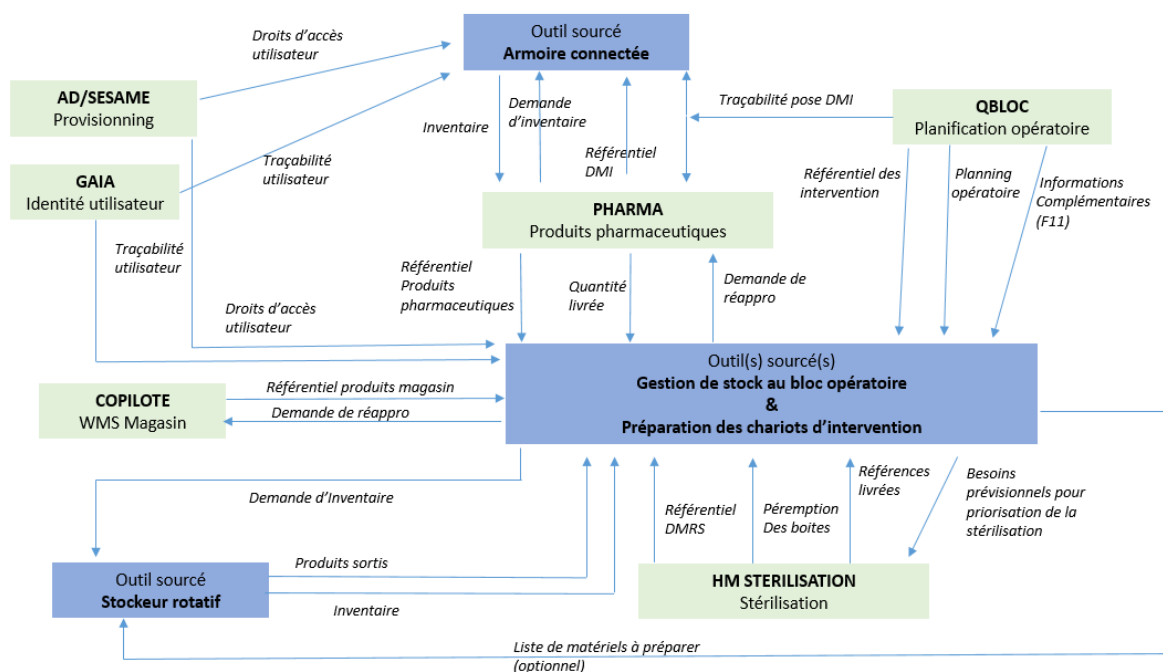 Outil sourcé
Armoire connectée
Droits d'accès
utilisateur
AD/SESAME
Provisionning
Inventaire
Demande
d'inventaire
Traçabilité pose DMI
QBLOC
Planification opératoire
Traçabilité
utilisateur
Référentiel
DMI
GAIA
Identité utilisateur
Référentiel des
intervention
Planning
opératoire
Informations
Complémentaires
(F11)
PHARMA
Produits pharmaceutiques
Traçabilité
utilisateur
Référentiel
Produits
pharmaceutiques
Quantité
livrée
Demande de
réappro
Droits d'accès
utilisateur
Outil(s) sourcé(s)
Gestion de stock au bloc opératoire
&
Préparation des chariots d'intervention
COPILOTE
WMS Magasin
Référentiel produits magasin
Demande de réappro
Demande d'Inventaire
Référentiel
DMRS
Péremption
Des boites
Références
livrées
Besoins
prévisionnels pour
priorisation de la
stérilisation
Outil sourcé
Stockeur rotatif
Produits sortis
Inventaire
HM STERILISATION
Stérilisation
Liste de matériels à préparer
(optionnel)